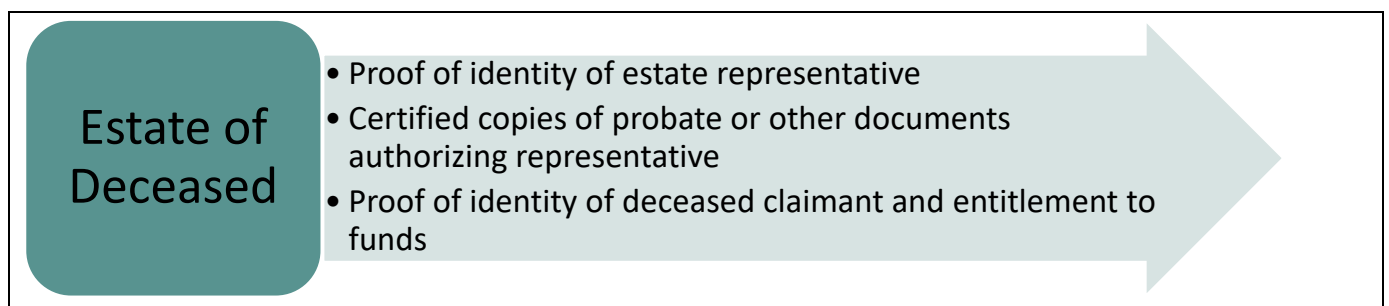 Estate of
Deceased
• Proof of identity of estate representative
• Certified copies of probate or other documents
authorizing representative
• Proof of identity of deceased claimant and entitlement to
funds